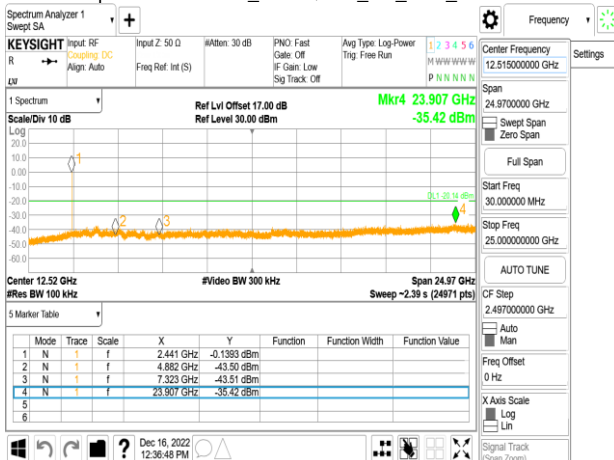 Spectrum Analyzer 1
Swept SA
+
Frequency
KEYSIGHT
R
Input: RF
Coupling: DC
Align: Auto
Input Z: 50 Ω
Freq Ref: Int (S)
#Atten: 30 dB
PNO: Fast
Gate: Off
IF Gain: Low
Sig Track: Off
Avg Type: Log-Power
Trig: Free Run
1 2 3 4 5 6
M W W W W W
P N N N N N
1 Spectrum
Scale/Div 10 dB
Ref Lvl Offset 17.00 dB
Ref Level 30.00 dBm
Mkr4 23.907 GHz
-35.42 dBm
Log
20.0
10.0
0.00
-10.0
-20.0
-30.0
-40.0
-50.0
-60.0
1
2
3
4
DL1 -20.14 dBm
Center 12.52 GHz
#Res BW 100 kHz
#Video BW 300 kHz
Span 24.97 GHz
Sweep ~2.39 s (24971 pts)
5 Marker Table
Mode Trace Scale X Y Function Function Width Function Value
1 N 1 f 2.441 GHz -0.1393 dBm
2 N 1 f 4.882 GHz -43.50 dBm
3 N 1 f 7.323 GHz -43.51 dBm
4 N 1 f 23.907 GHz -35.42 dBm
5
6
?
Dec 16, 2022
12:36:48 PM
Settings
Center Frequency
12.515000000 GHz
Span
24.9700000 GHz
Swept Span
Zero Span
Full Span
Start Freq
30.000000 MHz
Stop Freq
25.000000000 GHz
AUTO TUNE
CF Step
2.497000000 GHz
Auto
Man
Freq Offset
0 Hz
X Axis Scale
Log
Lin
Signal Track
(Span Zoom)